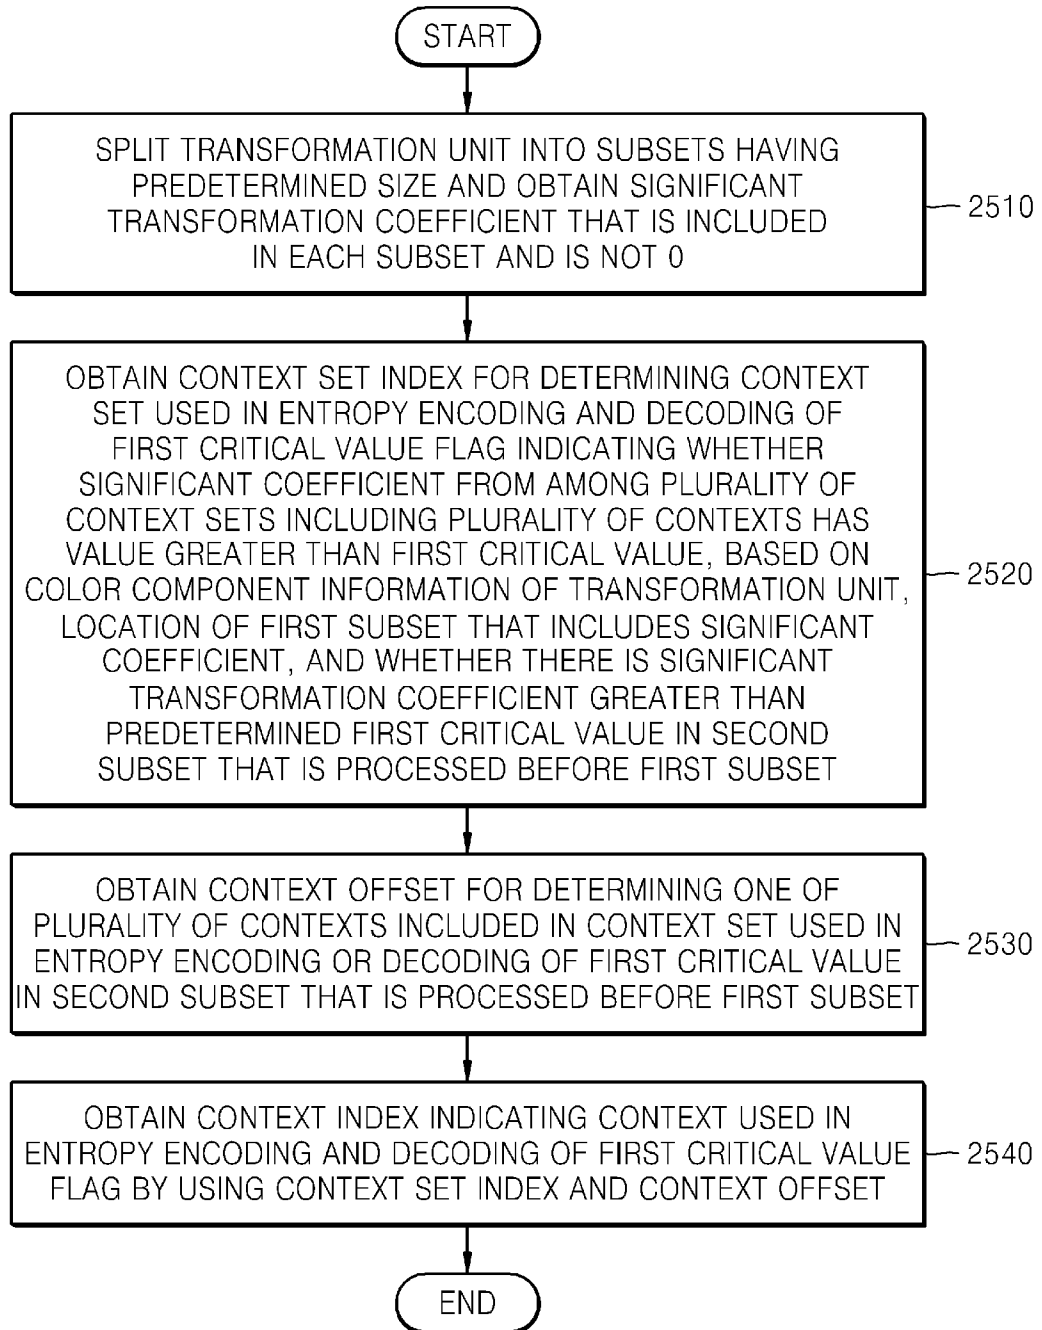 START
SPLIT TRANSFORMATION UNIT INTO SUBSETS HAVING
PREDETERMINED SIZE AND OBTAIN SIGNIFICANT
TRANSFORMATION COEFFICIENT THAT IS INCLUDED
IN EACH SUBSET AND IS NOT 0
2510
OBTAIN CONTEXT SET INDEX FOR DETERMINING CONTEXT
SET USED IN ENTROPY ENCODING AND DECODING OF
FIRST CRITICAL VALUE FLAG INDICATING WHETHER
SIGNIFICANT COEFFICIENT FROM AMONG PLURALITY OF
CONTEXT SETS INCLUDING PLURALITY OF CONTEXTS HAS
VALUE GREATER THAN FIRST CRITICAL VALUE, BASED ON
COLOR COMPONENT INFORMATION OF TRANSFORMATION UNIT,
LOCATION OF FIRST SUBSET THAT INCLUDES SIGNIFICANT
COEFFICIENT, AND WHETHER THERE IS SIGNIFICANT
TRANSFORMATION COEFFICIENT GREATER THAN
PREDETERMINED FIRST CRITICAL VALUE IN SECOND
SUBSET THAT IS PROCESSED BEFORE FIRST SUBSET
2520
OBTAIN CONTEXT OFFSET FOR DETERMINING ONE OF
PLURALITY OF CONTEXTS INCLUDED IN CONTEXT SET USED IN
ENTROPY ENCODING OR DECODING OF FIRST CRITICAL VALUE
IN SECOND SUBSET THAT IS PROCESSED BEFORE FIRST SUBSET
2530
OBTAIN CONTEXT INDEX INDICATING CONTEXT USED IN
ENTROPY ENCODING AND DECODING OF FIRST CRITICAL VALUE
FLAG BY USING CONTEXT SET INDEX AND CONTEXT OFFSET
2540
END